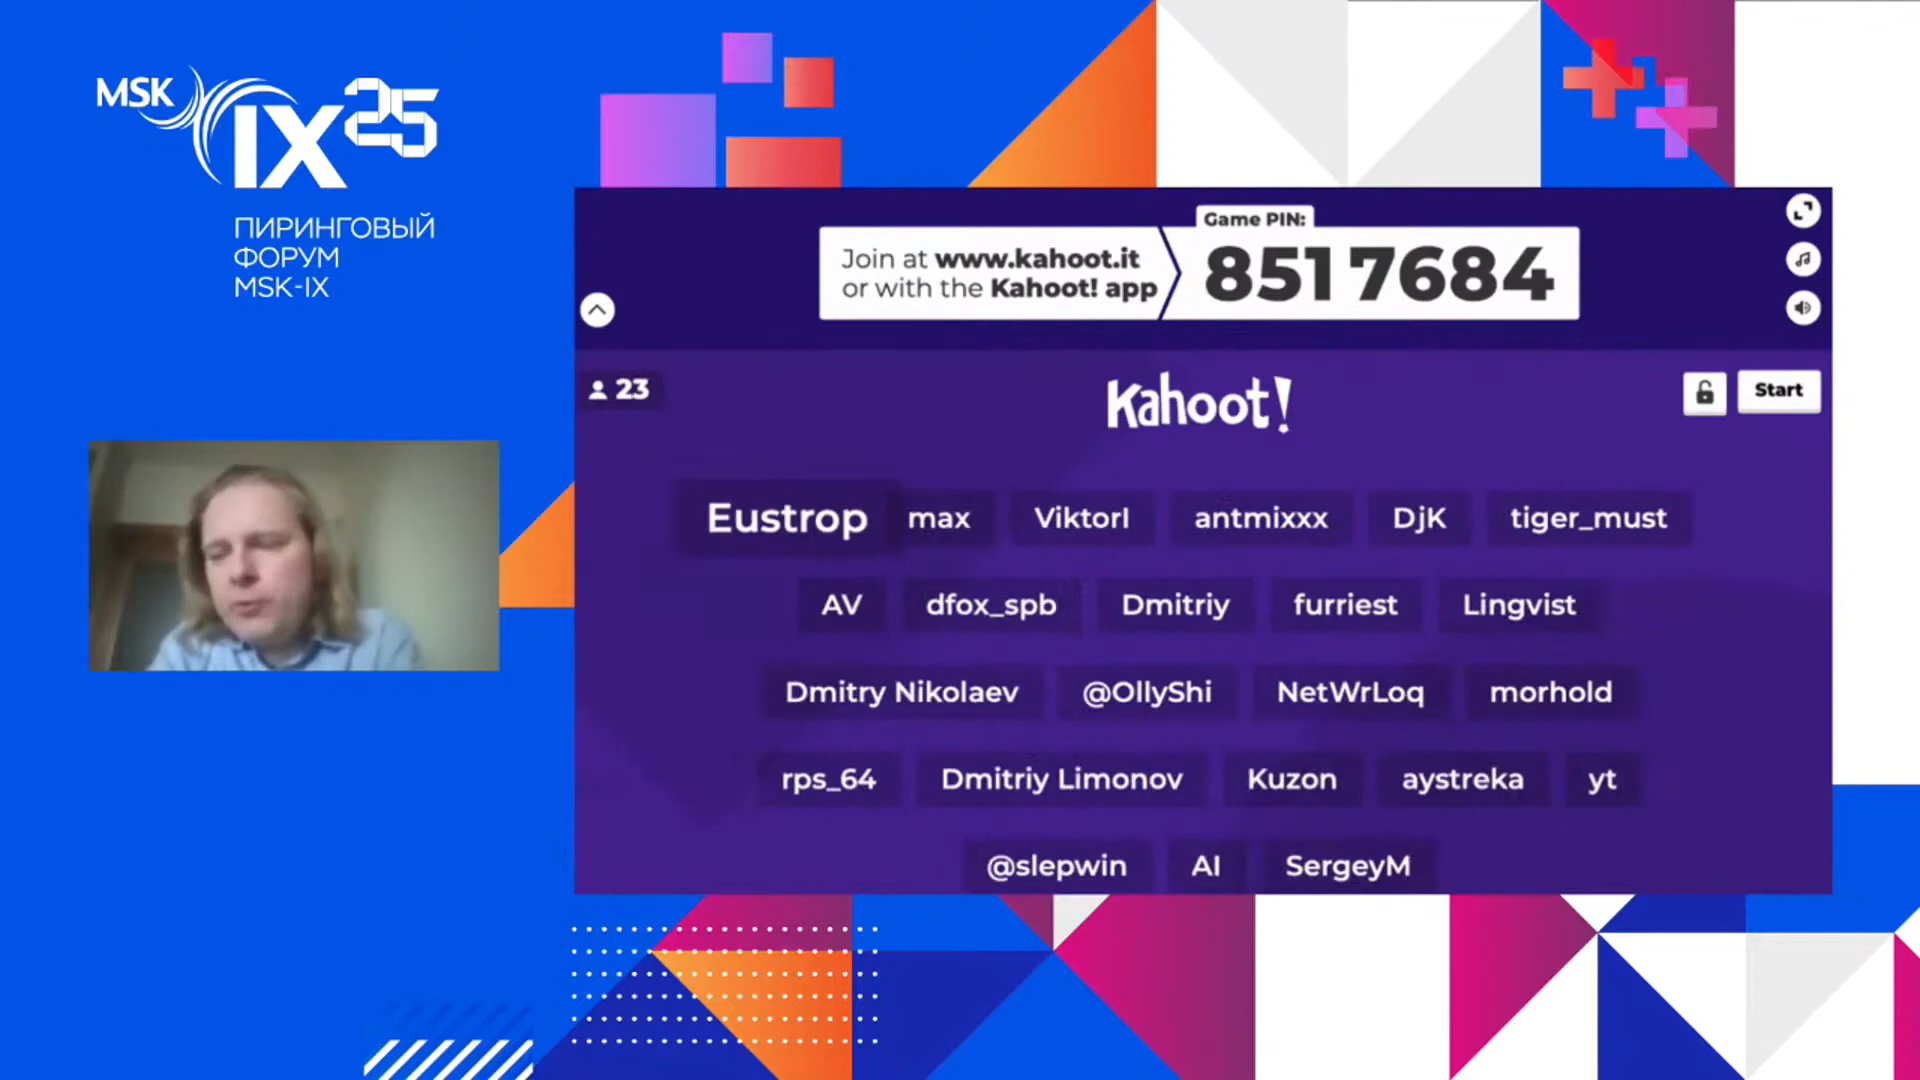 MSK
IX25
ПИРИНГОВЫЙ
ФОРУМ
MSK-IX
Game PIN:
Join at www.kahoot.it
or with the Kahoot! app
851 7684
23
Kahoot!
Start
Eustrop max ViktorI antmixxx DjK tiger_must
AV dfox_spb Dmitriy furriest Lingvist
Dmitry Nikolaev @OllyShi NetWrLoq morhold
rps_64 Dmitriy Limonov Kuzon aystreka yt
@slepwin AI SergeyM